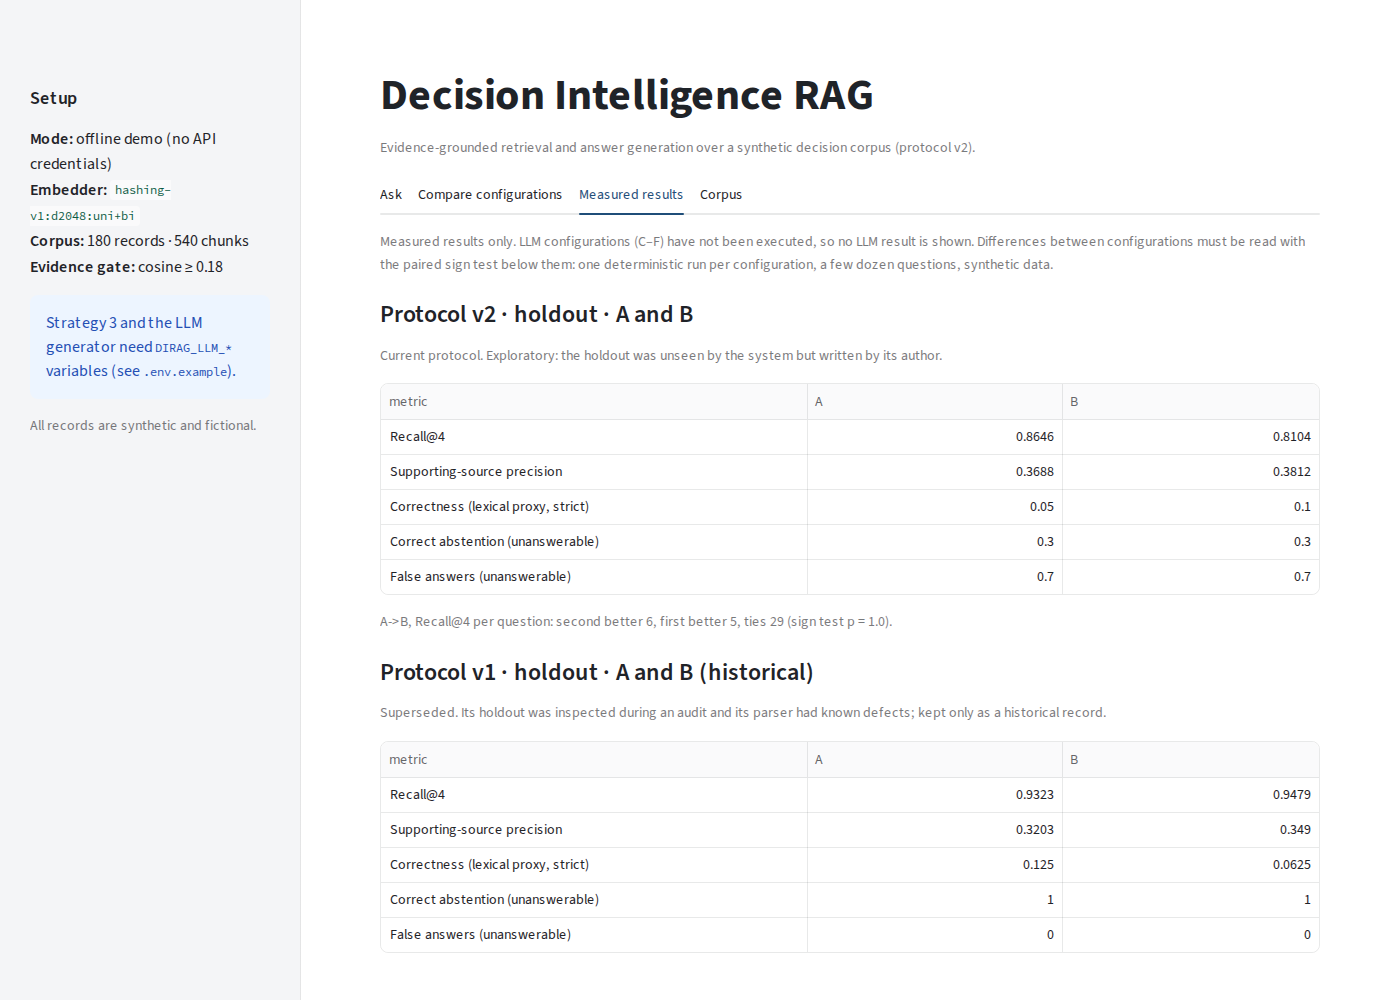 Setup
Mode: offline demo (no API
credentials)
Embedder: hashing-
v1:d2048:uni+bi
Corpus: 180 records · 540 chunks
Evidence gate: cosine ≥ 0.18
Strategy 3 and the LLM
generator need DIRAG_LLM_*
variables (see .env.example).
All records are synthetic and fictional.
Decision Intelligence RAG
Evidence-grounded retrieval and answer generation over a synthetic decision corpus (protocol v2).
Ask Compare configurations Measured results Corpus
Measured results only. LLM configurations (C–F) have not been executed, so no LLM result is shown. Differences between configurations must be read with
the paired sign test below them: one deterministic run per configuration, a few dozen questions, synthetic data.
Protocol v2 · holdout · A and B
Current protocol. Exploratory: the holdout was unseen by the system but written by its author.
metric A B
Recall@4 0.8646 0.8104
Supporting-source precision 0.3688 0.3812
Correctness (lexical proxy, strict) 0.05 0.1
Correct abstention (unanswerable) 0.3 0.3
False answers (unanswerable) 0.7 0.7
A->B, Recall@4 per question: second better 6, first better 5, ties 29 (sign test p = 1.0).
Protocol v1 · holdout · A and B (historical)
Superseded. Its holdout was inspected during an audit and its parser had known defects; kept only as a historical record.
metric A B
Recall@4 0.9323 0.9479
Supporting-source precision 0.3203 0.349
Correctness (lexical proxy, strict) 0.125 0.0625
Correct abstention (unanswerable) 1 1
False answers (unanswerable) 0 0